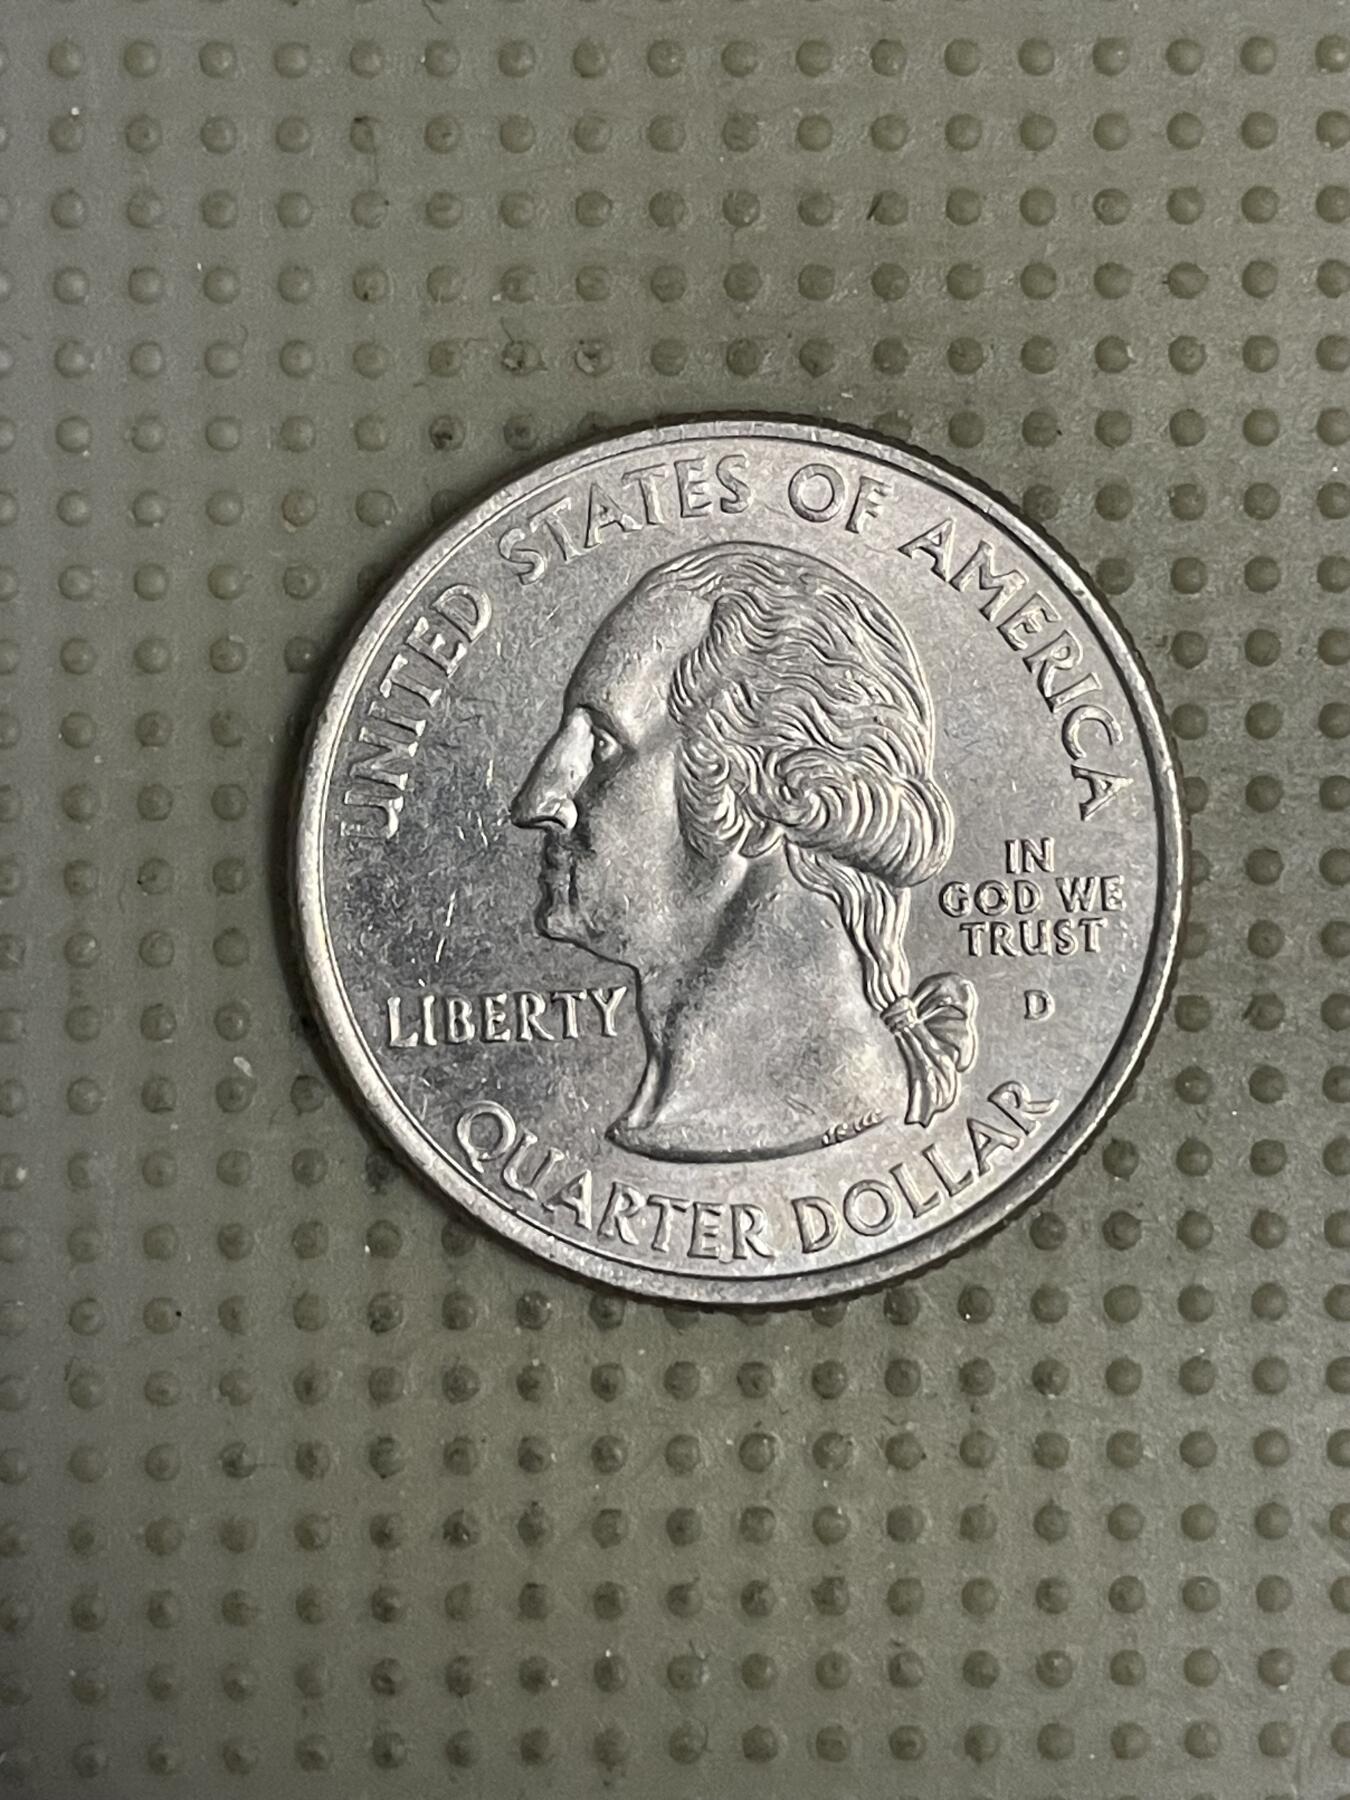 UNITED STATES OF AMERICA
LIBERTY
IN
GOD WE
TRUST
D
QUARTER DOLLAR